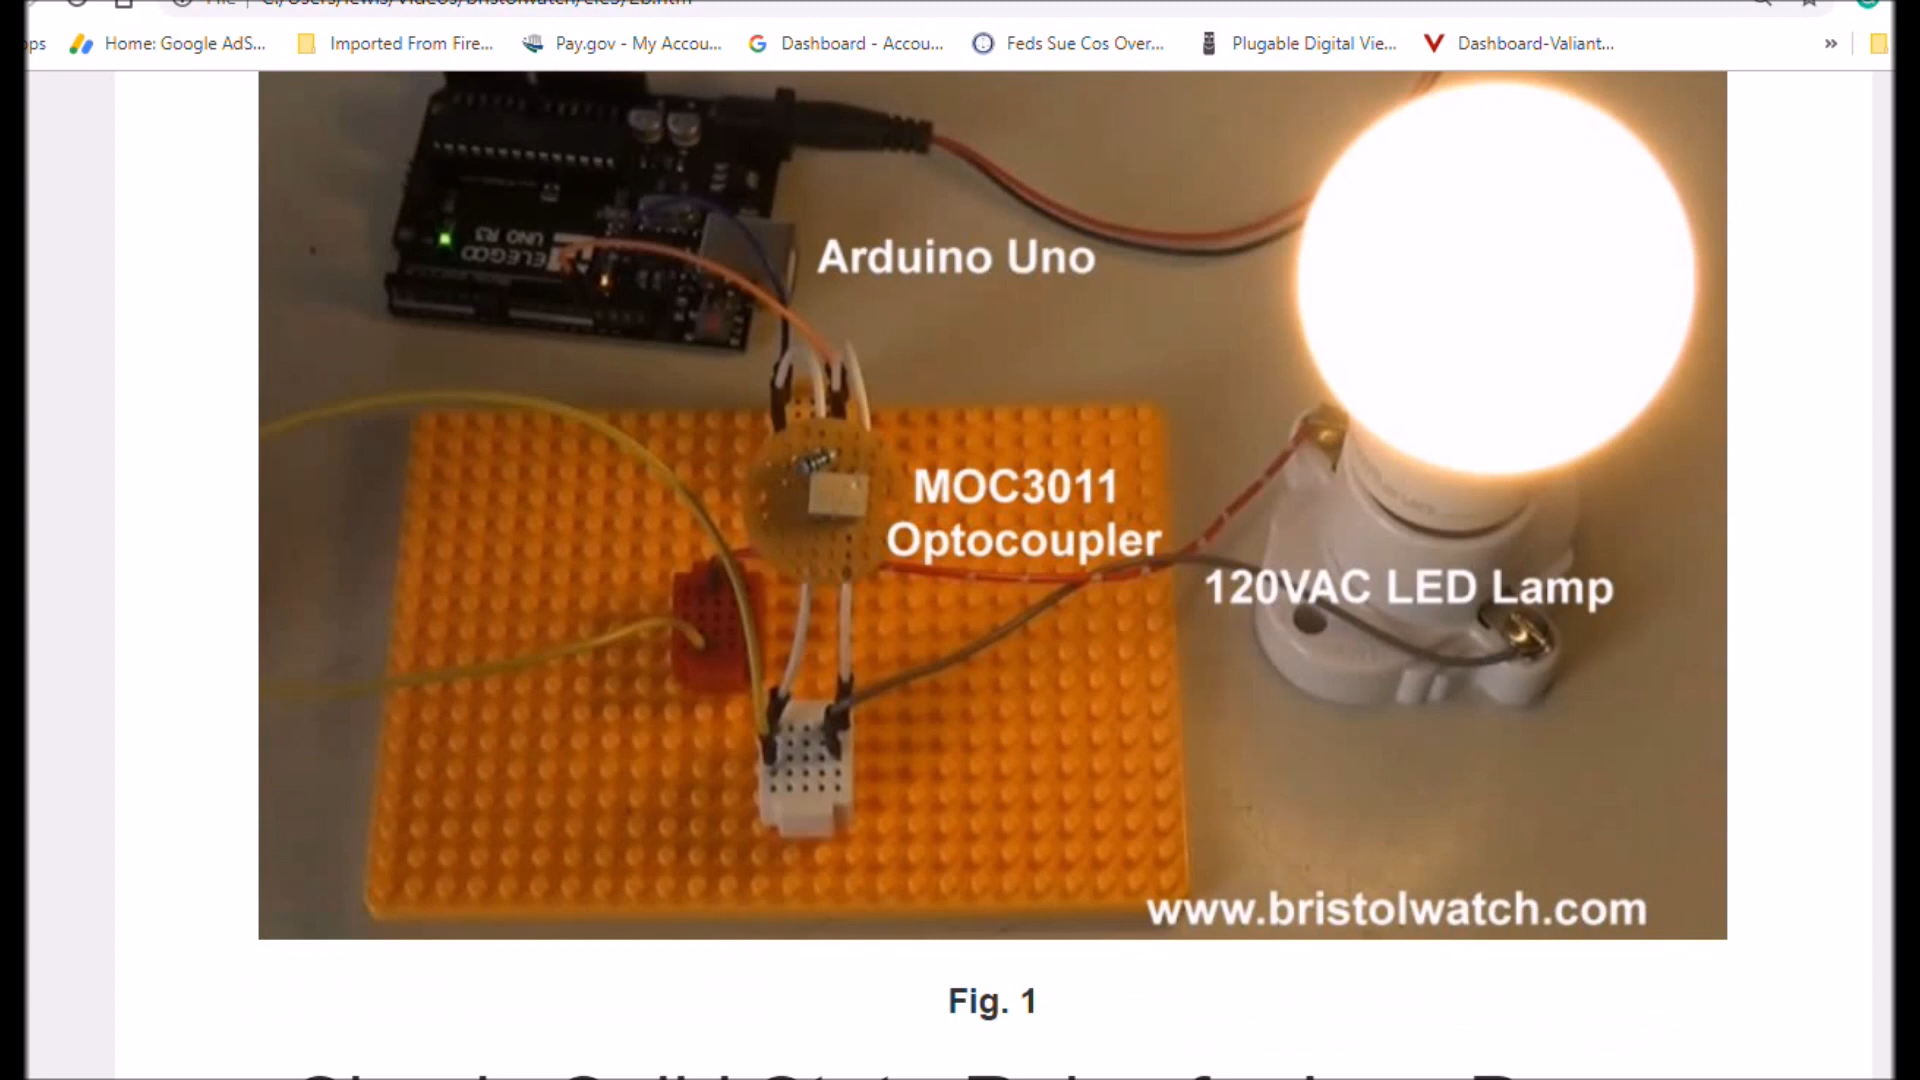 ops Home: Google AdS... Imported From Fire... Pay.gov - My Accou... Dashboard - Accou... Feds Sue Cos Over... Plugable Digital Vie... Dashboard-Valiant... »
UNO R3
ELEGOO
Arduino Uno
MOC3011
Optocoupler
120VAC LED Lamp
www.bristolwatch.com
Fig. 1